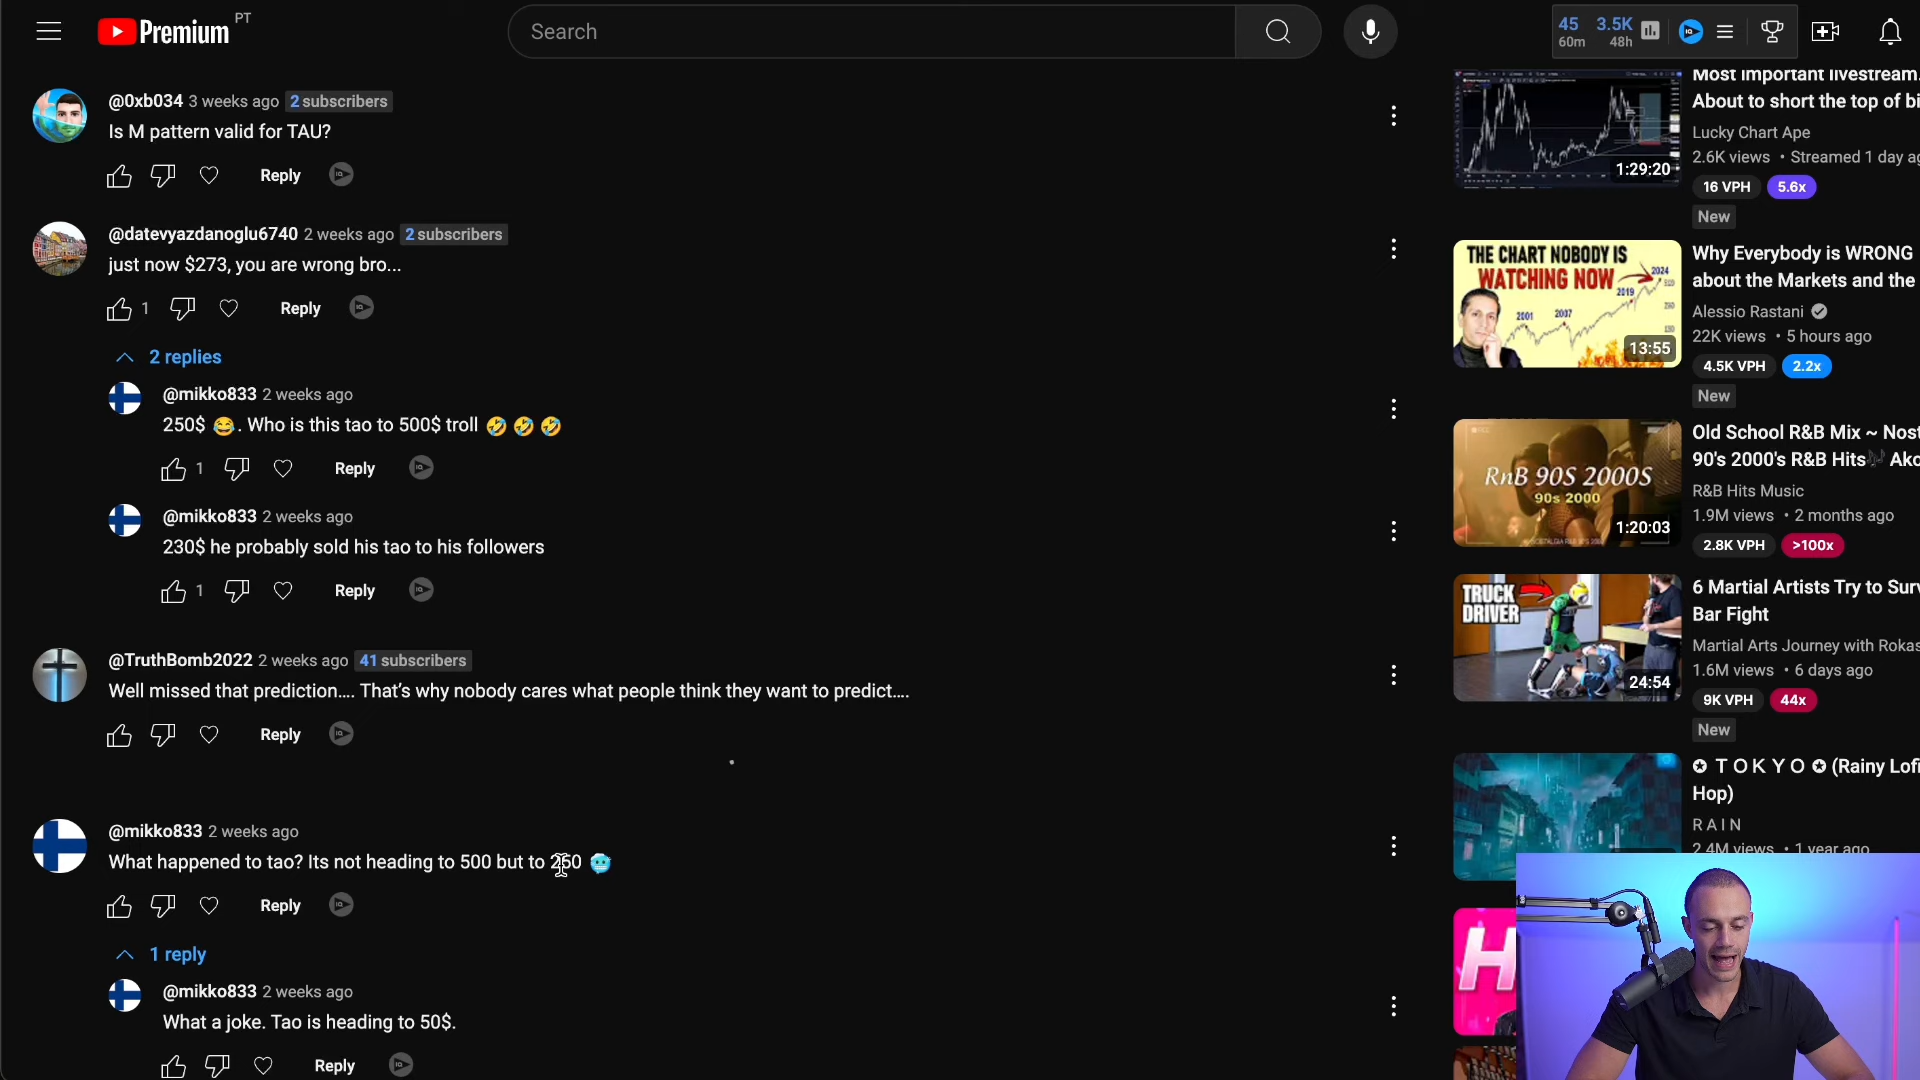 Premium PT
Search
45 3.5K
60m 48h
@0xb034 3 weeks ago 2 subscribers
Is M pattern valid for TAU?
Reply
@datevyazdanoglu6740 2 weeks ago 2 subscribers
just now $273, you are wrong bro...
1 Reply
2 replies
@mikko833 2 weeks ago
250$ 😂. Who is this tao to 500$ troll 🤣 🤣 🤣
1 Reply
@mikko833 2 weeks ago
230$ he probably sold his tao to his followers
1 Reply
@TruthBomb2022 2 weeks ago 41 subscribers
Well missed that prediction.... That's why nobody cares what people think they want to predict....
Reply
@mikko833 2 weeks ago
What happened to tao? Its not heading to 500 but to 260 🥶
Reply
1 reply
@mikko833 2 weeks ago
What a joke. Tao is heading to 50$.
Reply
1:29:20
Most important livestream.
About to short the top of bi
Lucky Chart Ape
2.6K views • Streamed 1 day ag
16 VPH 5.6x
New
THE CHART NOBODY IS
WATCHING NOW
2001 2007 2019 2024
13:55
Why Everybody is WRONG
about the Markets and the
Alessio Rastani
22K views • 5 hours ago
4.5K VPH 2.2x
New
RnB 90S 2000S
90s 2000
1:20:03
Old School R&B Mix ~ Nost
90's 2000's R&B Hits🎶 Ako
R&B Hits Music
1.9M views • 2 months ago
2.8K VPH >100x
TRUCK
DRIVER
24:54
6 Martial Artists Try to Surv
Bar Fight
Martial Arts Journey with Rokas
1.6M views • 6 days ago
9K VPH 44x
New
✪ T O K Y O ✪ (Rainy Lofi
Hop)
R A I N
2.4M views • 1 year ago
H